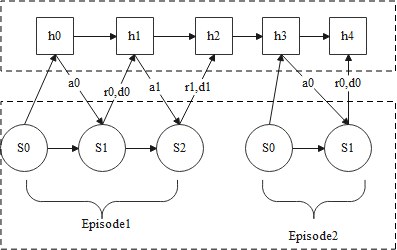 h0 h1 h2 h3 h4
a0 r0,d0 a1 r1,d1 a0 r0,d0
S0 S1 S2 S0 S1
Episode1 Episode2